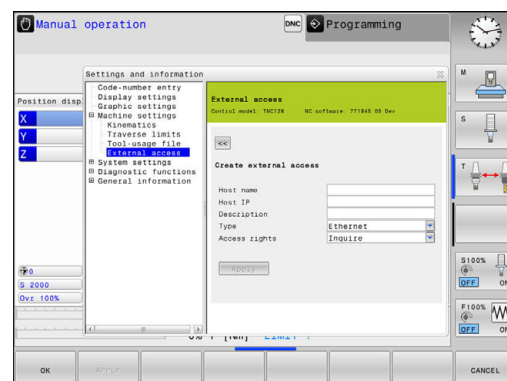 Manual operation
DNC
Programming
Settings and information
Code-number entry
Display settings
Graphic settings
Machine settings
Kinematics
Traverse limits
Tool-usage file
External access
System settings
Diagnostic functions
General information
External access
Control model: TNC128 NC software: 771845 05 Dev
<<
Create external access
Host name
Host IP
Description
Type Ethernet
Access rights Inquire
Apply
Position disp
X
Y
Z
0
S 2000
Ovr 100%
M
S
T
S100%
OFF ON
F100%
OFF ON
OK
APPLY
CANCEL